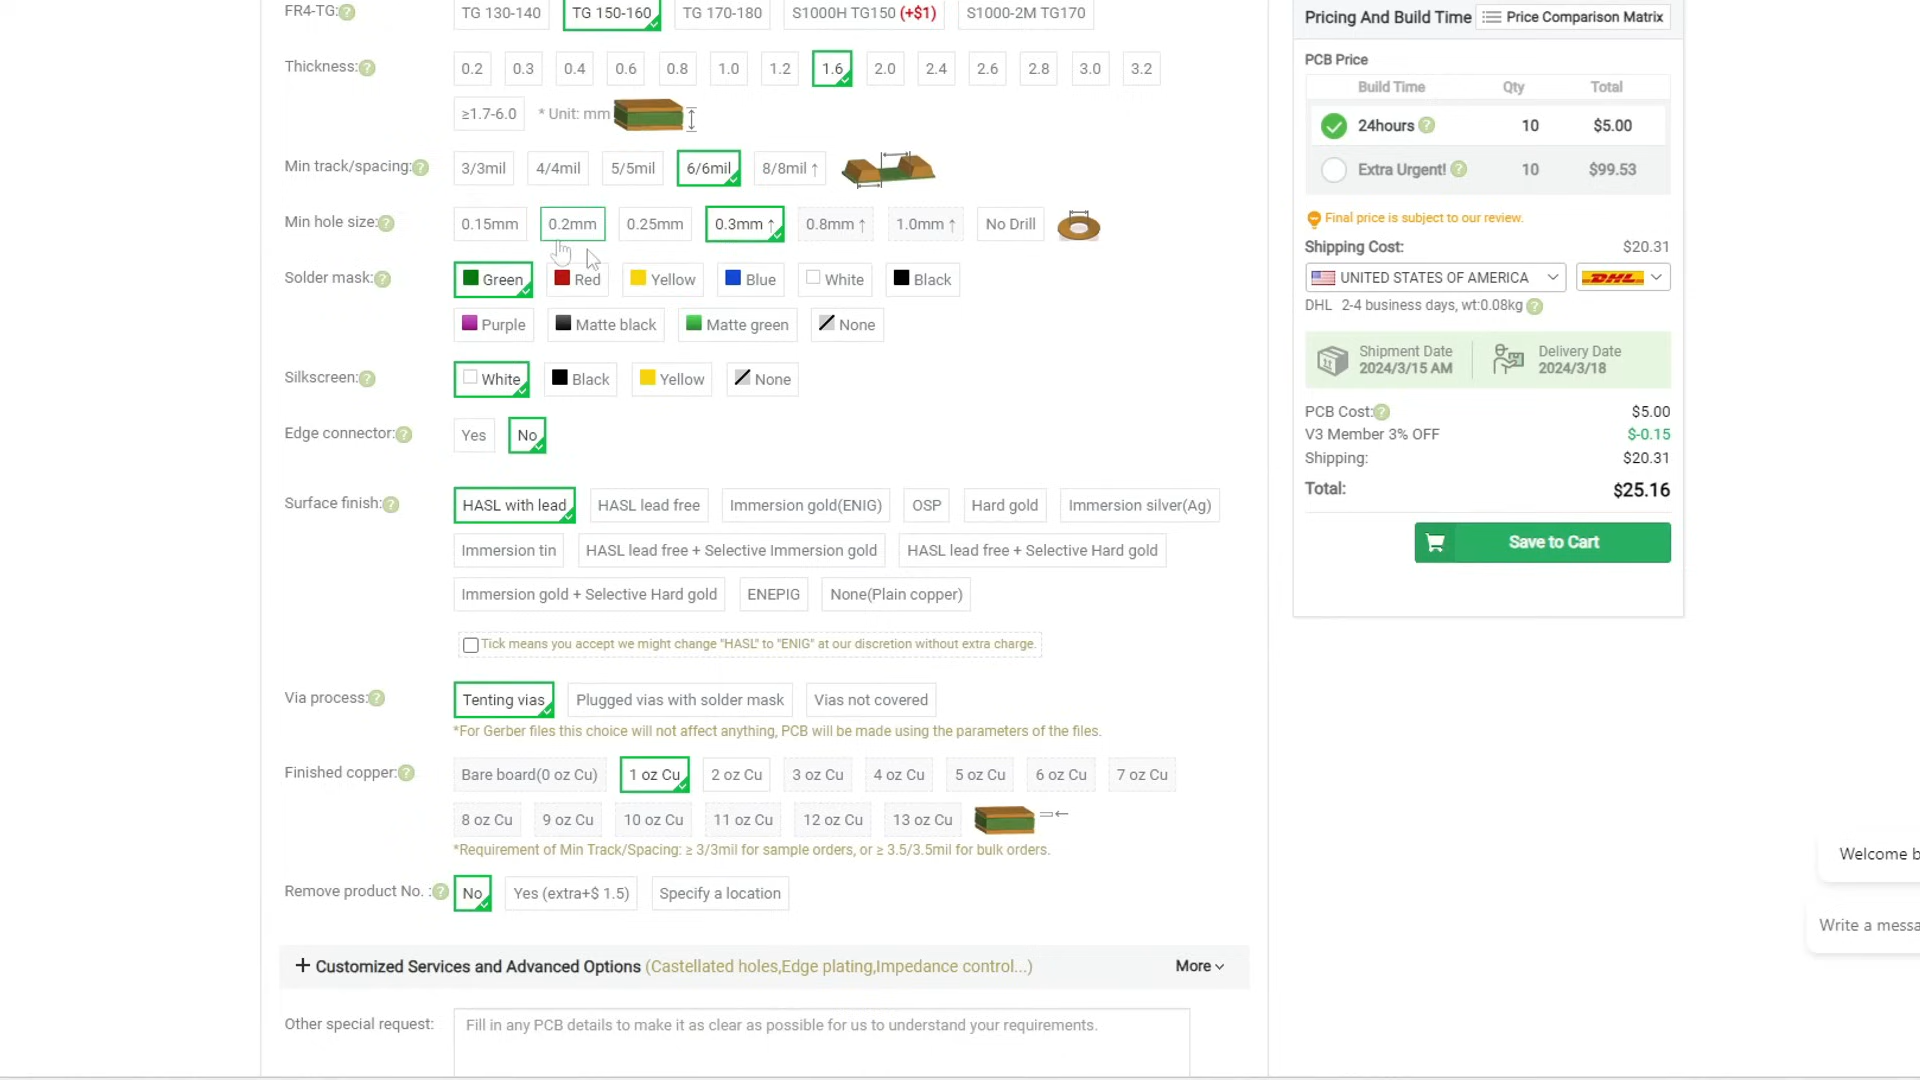 FR4-TG: TG 130-140 TG 150-160 TG 170-180 S1000H TG150 (+$1) S1000-2M TG170
Thickness: 0.2 0.3 0.4 0.6 0.8 1.0 1.2 1.6 2.0 2.4 2.6 2.8 3.0 3.2
≥1.7-6.0 * Unit: mm
Min track/spacing: 3/3mil 4/4mil 5/5mil 6/6mil 8/8mil ↑
Min hole size: 0.15mm 0.2mm 0.25mm 0.3mm ↑ 0.8mm ↑ 1.0mm ↑ No Drill
Solder mask: Green Red Yellow Blue White Black
Purple Matte black Matte green None
Silkscreen: White Black Yellow None
Edge connector: Yes No
Surface finish: HASL with lead HASL lead free Immersion gold(ENIG) OSP Hard gold Immersion silver(Ag)
Immersion tin HASL lead free + Selective Immersion gold HASL lead free + Selective Hard gold
Immersion gold + Selective Hard gold ENEPIG None(Plain copper)
Tick means you accept we might change "HASL" to "ENIG" at our discretion without extra charge.
Via process: Tenting vias Plugged vias with solder mask Vias not covered
*For Gerber files this choice will not affect anything, PCB will be made using the parameters of the files.
Finished copper: Bare board(0 oz Cu) 1 oz Cu 2 oz Cu 3 oz Cu 4 oz Cu 5 oz Cu 6 oz Cu 7 oz Cu
8 oz Cu 9 oz Cu 10 oz Cu 11 oz Cu 12 oz Cu 13 oz Cu
*Requirement of Min Track/Spacing: ≥ 3/3mil for sample orders, or ≥ 3.5/3.5mil for bulk orders.
Remove product No. : No Yes (extra+$ 1.5) Specify a location
+ Customized Services and Advanced Options (Castellated holes,Edge plating,Impedance control...) More
Other special request: Fill in any PCB details to make it as clear as possible for us to understand your requirements.
Pricing And Build Time Price Comparison Matrix
PCB Price
Build Time Qty Total
24hours 10 $5.00
Extra Urgent! 10 $99.53
Final price is subject to our review.
Shipping Cost: $20.31
UNITED STATES OF AMERICA DHL
DHL 2-4 business days, wt:0.08kg
Shipment Date Delivery Date
2024/3/15 AM 2024/3/18
PCB Cost: $5.00
V3 Member 3% OFF $-0.15
Shipping: $20.31
Total: $25.16
Save to Cart
Welcome b
Write a messa